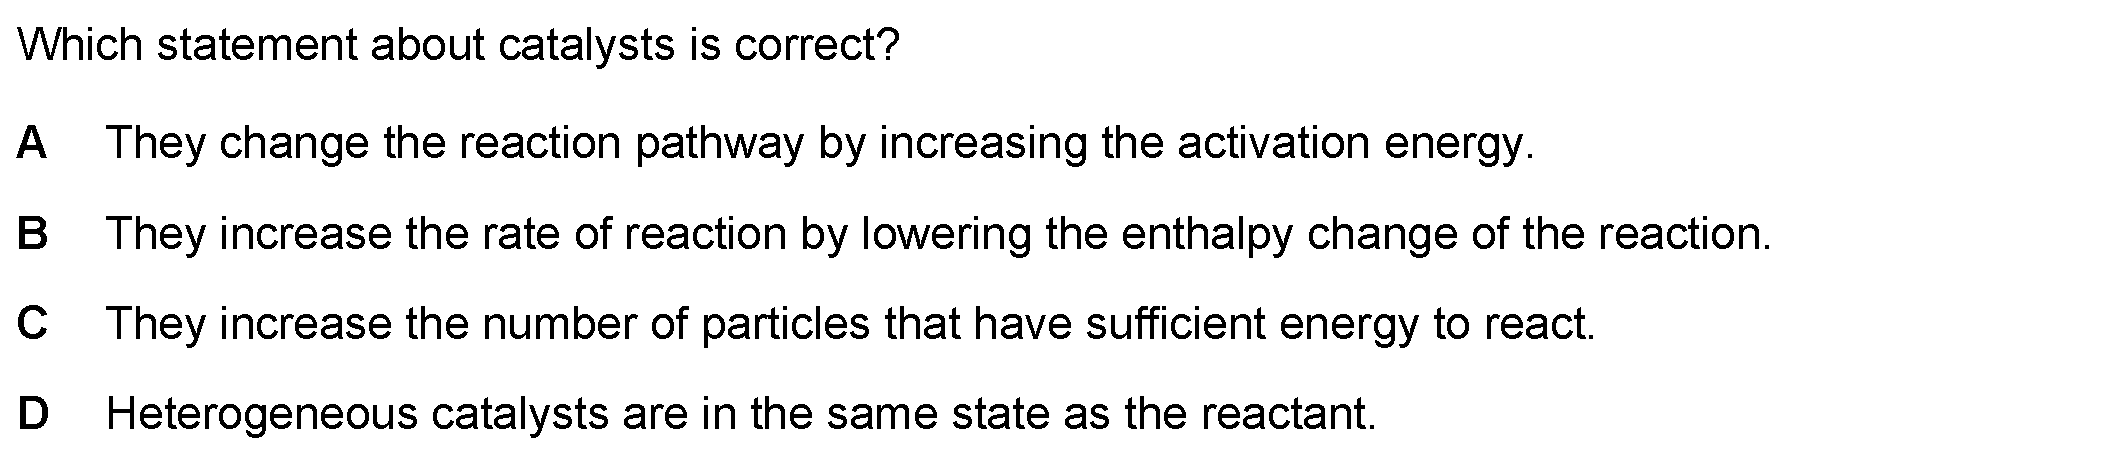 Which statement about catalysts is correct?
A They change the reaction pathway by increasing the activation energy.
B They increase the rate of reaction by lowering the enthalpy change of the reaction.
C They increase the number of particles that have sufficient energy to react.
D Heterogeneous catalysts are in the same state as the reactant.